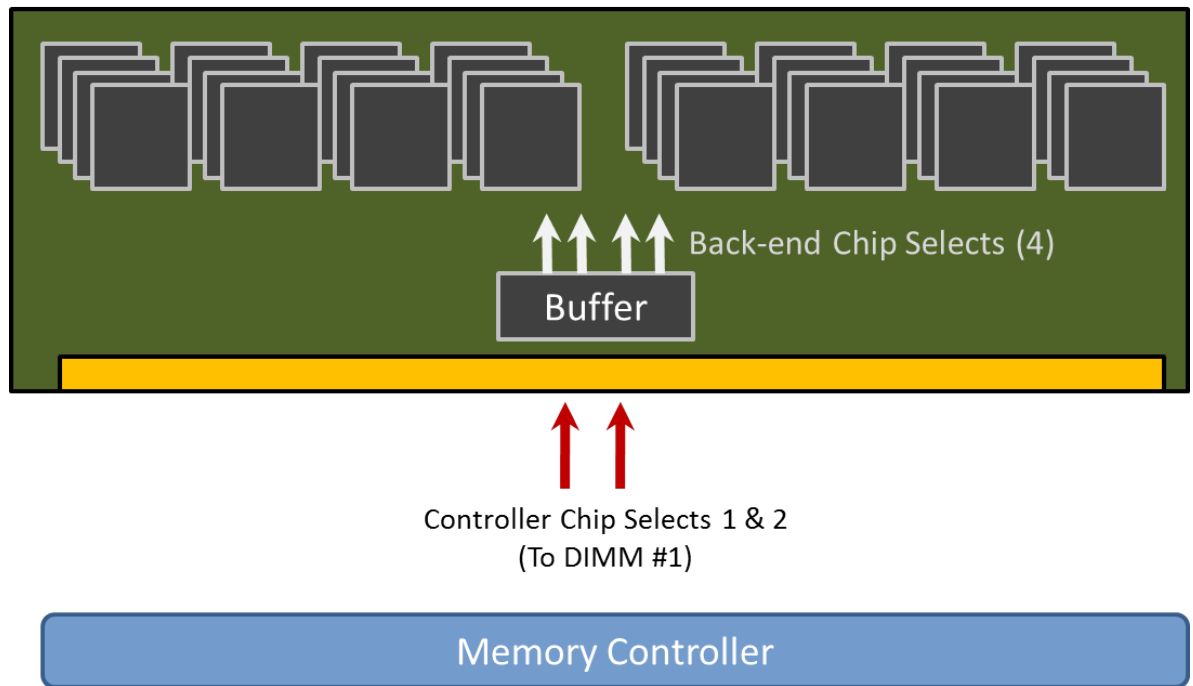 Back-end Chip Selects (4)
Buffer
Controller Chip Selects 1 & 2
(To DIMM #1)
Memory Controller